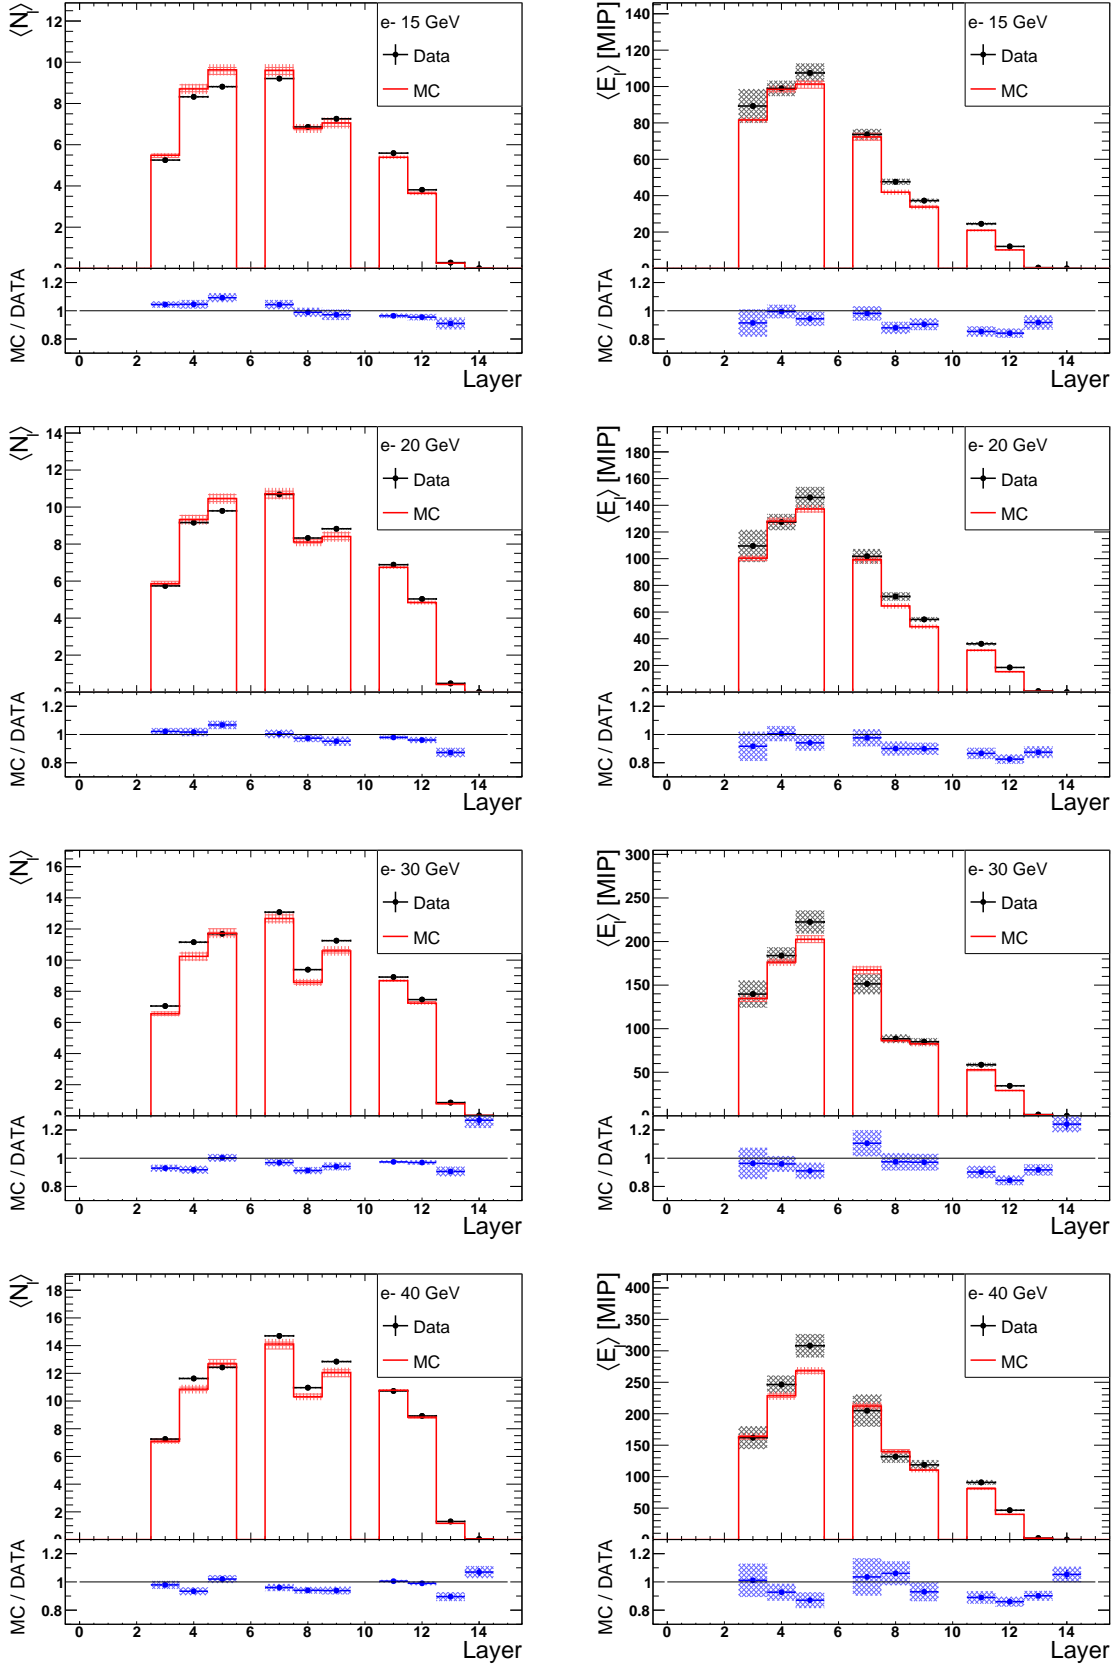 ⟨N_l⟩
e- 15 GeV
Data
MC
12
10
8
6
4
2
0
MC / DATA
1.2
1
0.8
0 2 4 6 8 10 12 14
Layer
⟨E_l⟩ [MIP]
e- 15 GeV
Data
MC
140
120
100
80
60
40
20
0
MC / DATA
1.2
1
0.8
0 2 4 6 8 10 12 14
Layer
⟨N_l⟩
e- 20 GeV
Data
MC
14
12
10
8
6
4
2
0
MC / DATA
1.2
1
0.8
0 2 4 6 8 10 12 14
Layer
⟨E_l⟩ [MIP]
e- 20 GeV
Data
MC
180
160
140
120
100
80
60
40
20
0
MC / DATA
1.2
1
0.8
0 2 4 6 8 10 12 14
Layer
⟨N_l⟩
e- 30 GeV
Data
MC
16
14
12
10
8
6
4
2
0
MC / DATA
1.2
1
0.8
0 2 4 6 8 10 12 14
Layer
⟨E_l⟩ [MIP]
e- 30 GeV
Data
MC
300
250
200
150
100
50
0
MC / DATA
1.2
1
0.8
0 2 4 6 8 10 12 14
Layer
⟨N_l⟩
e- 40 GeV
Data
MC
18
16
14
12
10
8
6
4
2
0
MC / DATA
1.2
1
0.8
0 2 4 6 8 10 12 14
Layer
⟨E_l⟩ [MIP]
e- 40 GeV
Data
MC
400
350
300
250
200
150
100
50
0
MC / DATA
1.2
1
0.8
0 2 4 6 8 10 12 14
Layer